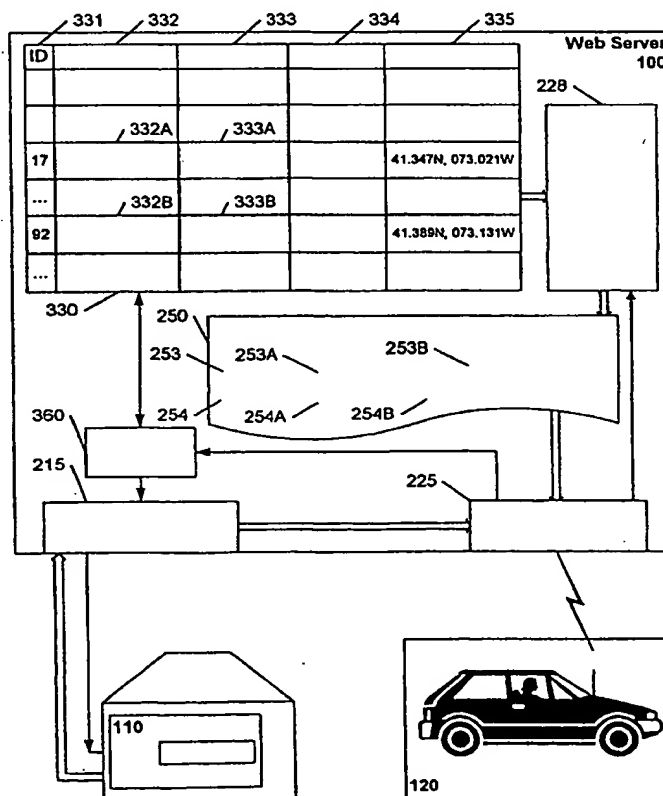 331 332 333 334 335
ID
Web Server
100
228
332A 333A
17 41.347N, 073.021W
...
332B 333B
92 41.389N, 073.131W
...
330
250
253 253A 253B
254 254A 254B
360
215 225
110
120